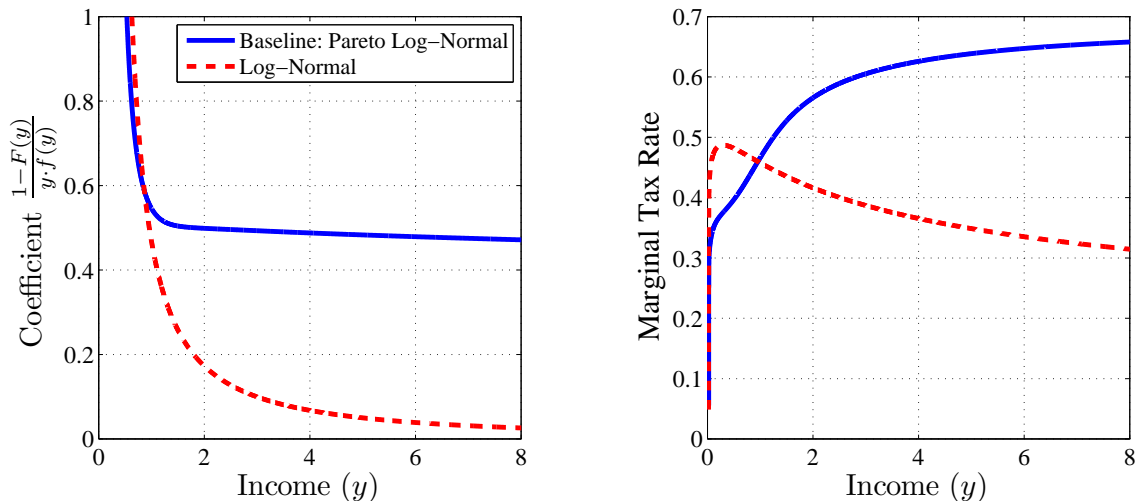 Coefficient \frac{1-F(y)}{y \cdot f(y)}
1
0.8
0.6
0.4
0.2
0
0 2 4 6 8
Income (y)
Baseline: Pareto Log-Normal
Log-Normal
Marginal Tax Rate
0.7
0.6
0.5
0.4
0.3
0.2
0.1
0
0 2 4 6 8
Income (y)